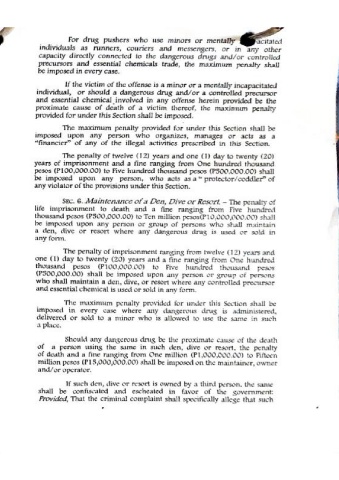 For drug pushers who use minors or mentally acitated
individuals as runners, couriers and messengers, or in any other
capacity directly connected to the dangerous drugs and/or controlled
precursors and essential chemicals trade, the maximum penalty shall
be imposed in every case.
If the victim of the offense is a minor or a mentally incapacitated
individual, or should a dangerous drug and/or a controlled precursor
and essential chemical involved in any offense herein provided be the
proximate cause of death of a victim thereof, the maximum penalty
provided for under this Section shall be imposed.
The maximum penalty provided for under this Section shall be
imposed upon any person who organizes, manages or acts as a
"financier" of any of the illegal activities prescribed in this Section.
The penalty of twelve (12) years and one (1) day to twenty (20)
years of imprisonment and a fine ranging from One hundred thousand
pesos (P100,000.00) to Five hundred thousand pesos (P500,000.00) shall
be imposed upon any person, who acts as a " protector/coddler" of
any violator of the provisions under this Section.
SEC. 6. Maintenance of a Den, Dive or Resort. – The penalty of
life imprisonment to death and a fine ranging from Five hundred
thousand pesos (P500,000.00) to Ten million pesos(P10,000,000.00) shall
be imposed upon any person or group of persons who shall maintain
a den, dive or resort where any dangerous drug is used or sold in
any form.
The penalty of imprisonment ranging from twelve (12) years and
one (1) day to twenty (20) years and a fine ranging from One hundred
thousand pesos (P100,000.00) to Five hundred thousand pesos
(P500,000.00) shall be imposed upon any person or group of persons
who shall maintain a den, dive, or resort where any controlled precursor
and essential chemical is used or sold in any form.
The maximum penalty provided for under this Section shall be
imposed in every case where any dangerous drug is administered,
delivered or sold to a minor who is allowed to use the same in such
a place.
Should any dangerous drug be the proximate cause of the death
of a person using the same in such den, dive or resort, the penalty
of death and a fine ranging from One million (P1,000,000.00) to Fifteen
million pesos (P15,000,000.00) shall be imposed on the maintainer, owner
and/or operator.
If such den, dive or resort is owned by a third person, the same
shall be confiscated and escheated in favor of the government:
Provided, That the criminal complaint shall specifically allege that such